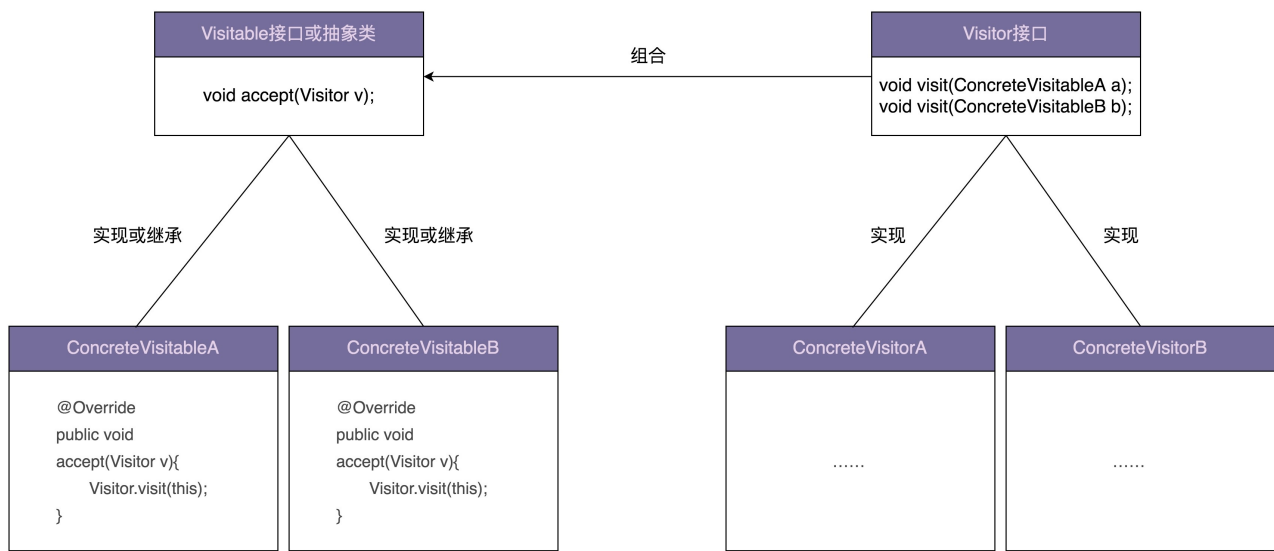 Visitable接口或抽象类
void accept(Visitor v);
组合
Visitor接口
void visit(ConcreteVisitableA a);
void visit(ConcreteVisitableB b);
实现或继承
实现或继承
实现
实现
ConcreteVisitableA
@Override
public void
accept(Visitor v){
Visitor.visit(this);
}
ConcreteVisitableB
@Override
public void
accept(Visitor v){
Visitor.visit(this);
}
ConcreteVisitorA
......
ConcreteVisitorB
......